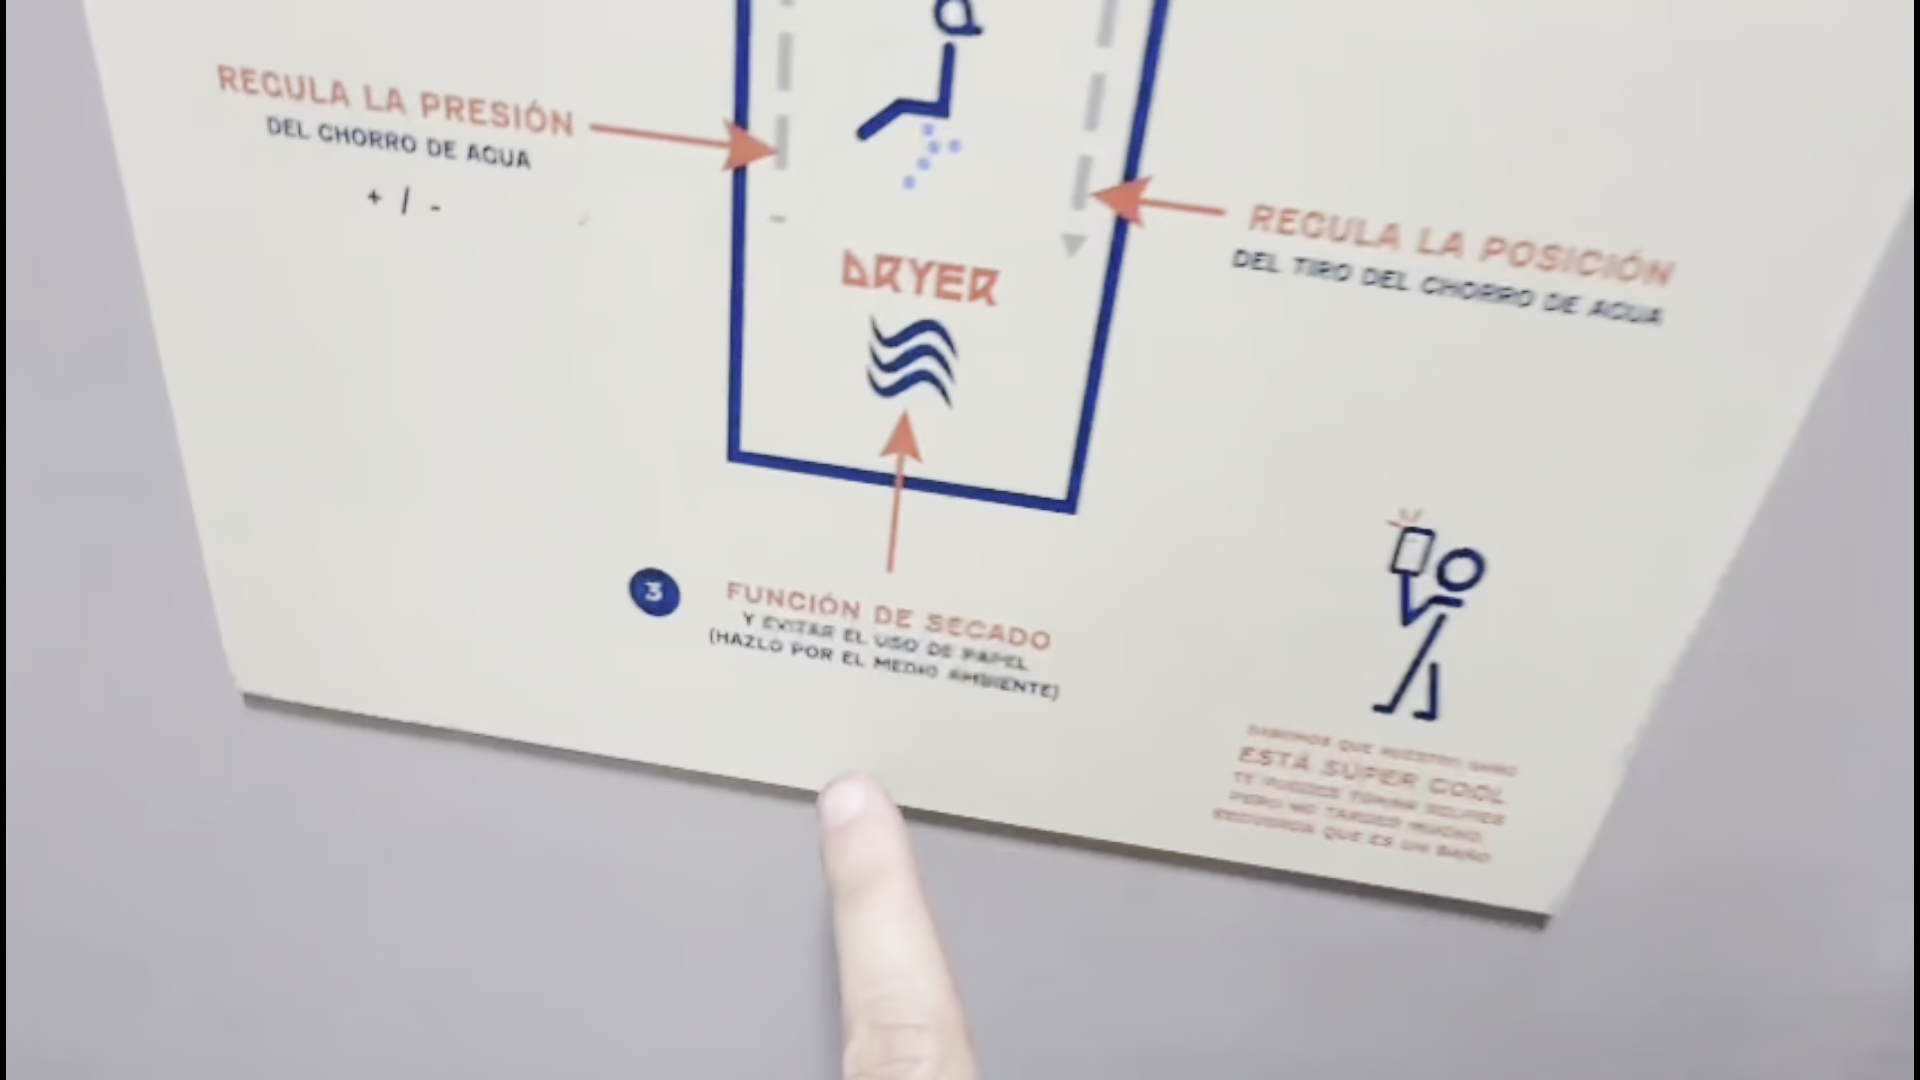 REGULA LA PRESIÓN
DEL CHORRO DE AGUA
+ / -
-
REGULA LA POSICIÓN
DEL TIRO DEL CHORRO DE AGUA
DRYER
3
FUNCIÓN DE SECADO
Y EVITAR EL USO DE PAPEL
(HAZLO POR EL MEDIO AMBIENTE)
SABEMOS QUE NUESTRO BAÑO
ESTÁ SÚPER COOL
TE PUEDES TOMAR SELFIES
PERO NO TARDES MUCHO,
RECUERDA QUE ES UN BAÑO